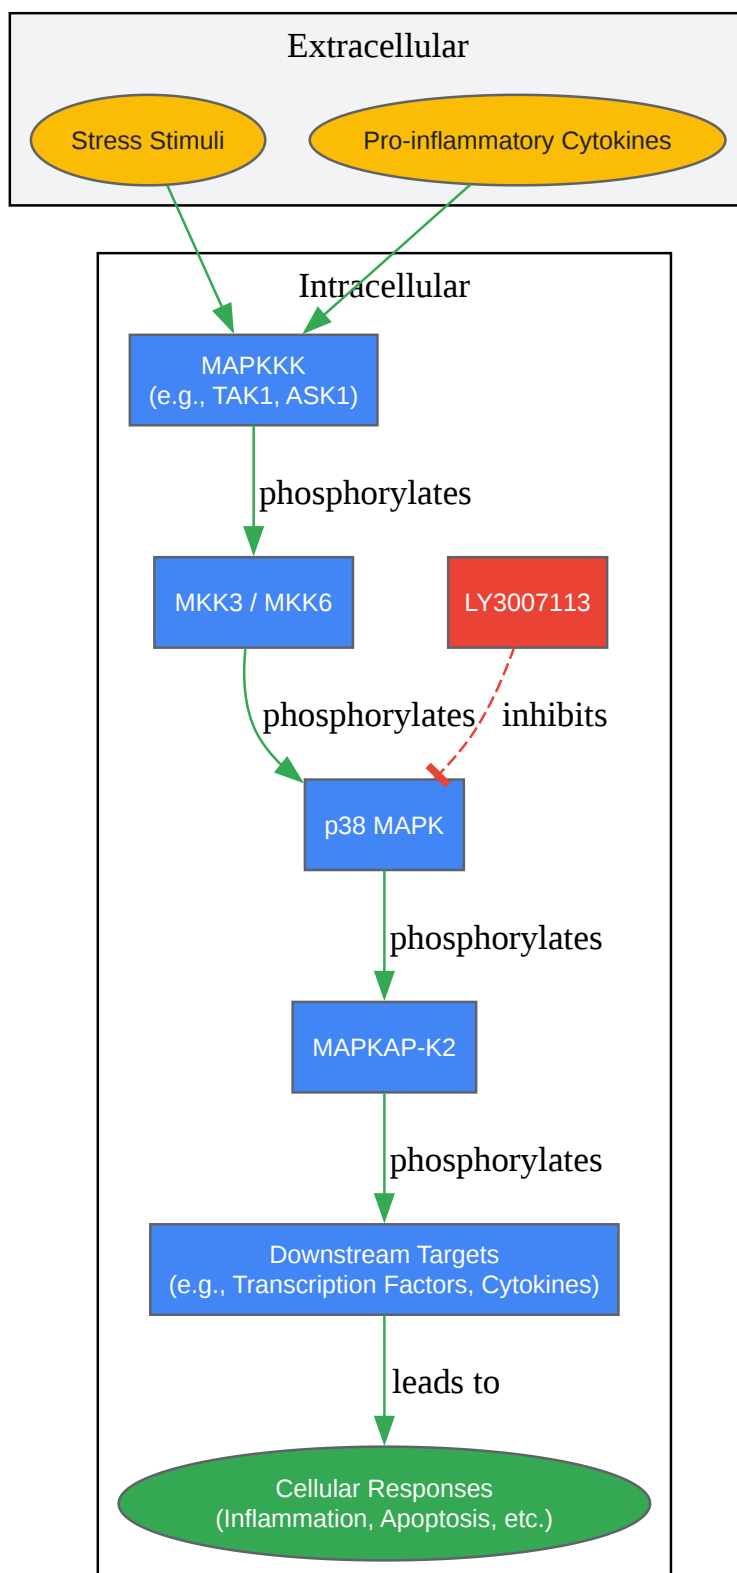 Extracellular
Stress Stimuli
Pro-inflammatory Cytokines
Intracellular
MAPKKK
(e.g., TAK1, ASK1)
phosphorylates
MKK3 / MKK6
LY3007113
phosphorylates
inhibits
p38 MAPK
phosphorylates
MAPKAP-K2
phosphorylates
Downstream Targets
(e.g., Transcription Factors, Cytokines)
leads to
Cellular Responses
(Inflammation, Apoptosis, etc.)